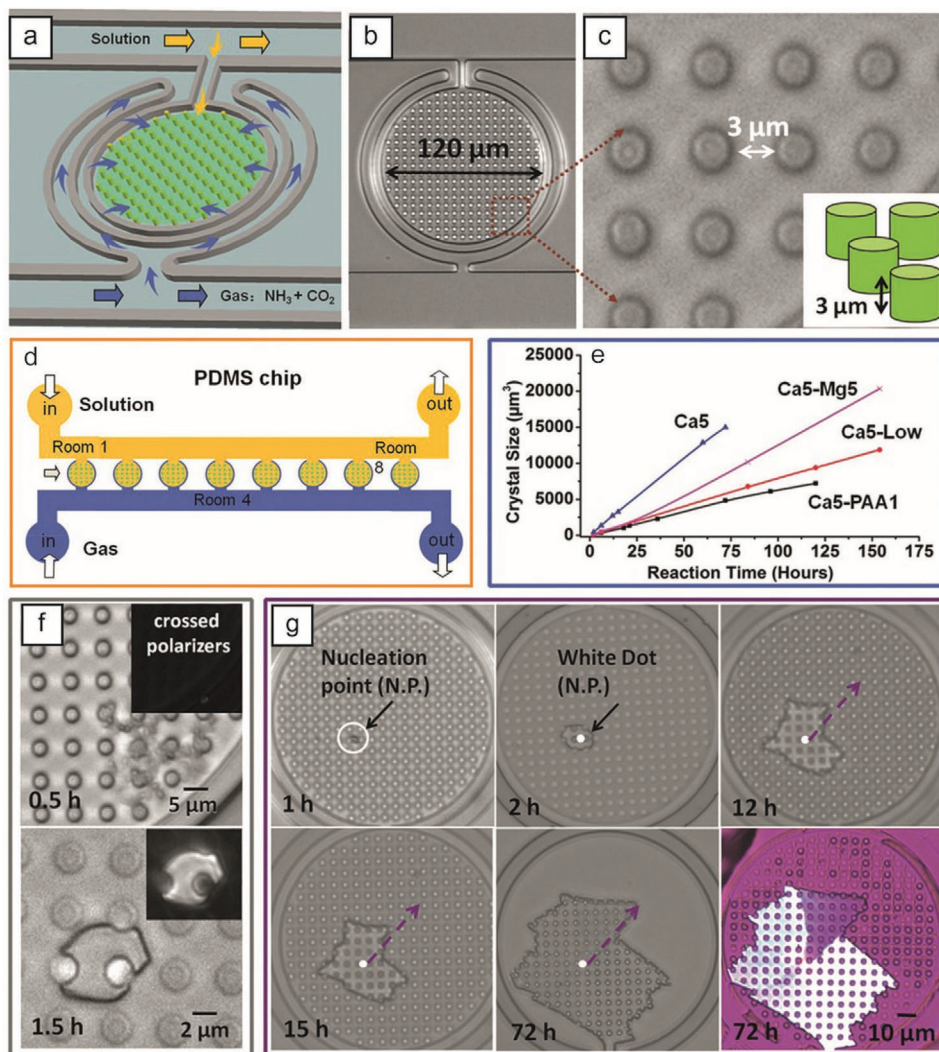 a
Solution
Gas: NH₃ + CO₂
b
120 μm
c
3 μm
3 μm
d
PDMS chip
in
Solution
out
Room 1
Room
8
Room 4
in
Gas
out
e
Crystal Size (μm³)
25000
20000
15000
10000
5000
0
Ca5
Ca5-Mg5
Ca5-Low
Ca5-PAA1
0 25 50 75 100 125 150 175
Reaction Time (Hours)
f
crossed
polarizers
0.5 h
5 μm
1.5 h
2 μm
g
Nucleation
point (N.P.)
1 h
White Dot
(N.P.)
2 h
12 h
15 h
72 h
72 h
10 μm